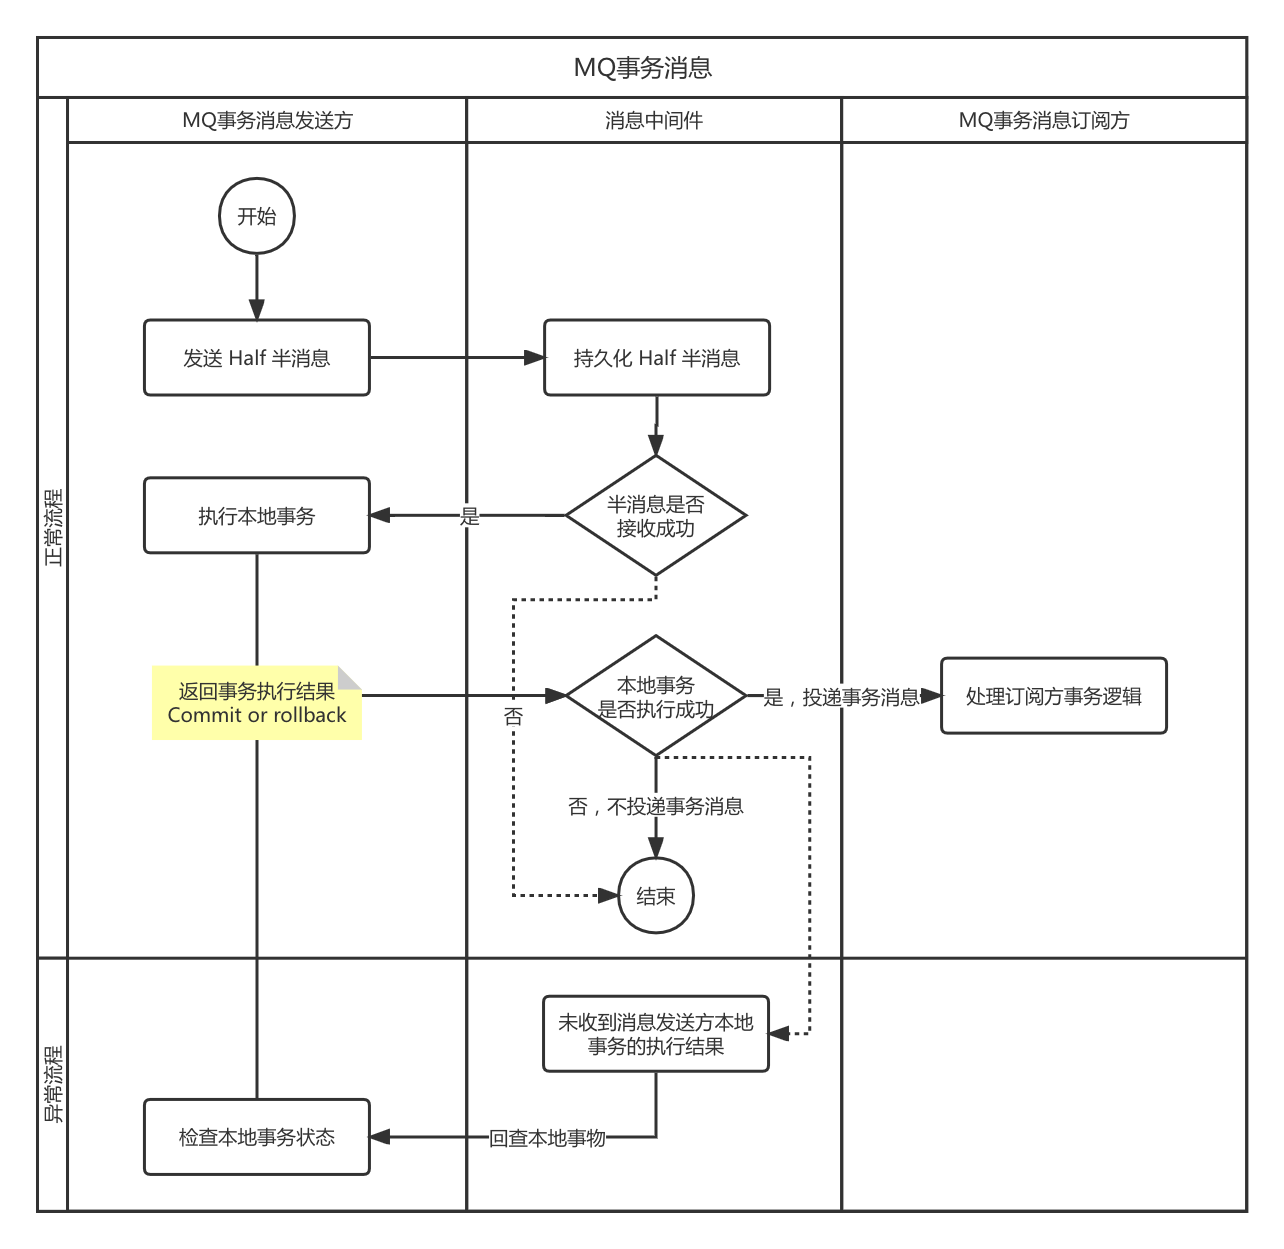 MQ事务消息
MQ事务消息发送方
消息中间件
MQ事务消息订阅方
正常流程
开始
发送 Half 半消息
持久化 Half 半消息
执行本地事务
是
半消息是否
接收成功
返回事务执行结果
Commit or rollback
否
本地事务
是否执行成功
是，投递事务消息
处理订阅方事务逻辑
否，不投递事务消息
结束
异常流程
未收到消息发送方本地
事务的执行结果
检查本地事务状态
回查本地事物